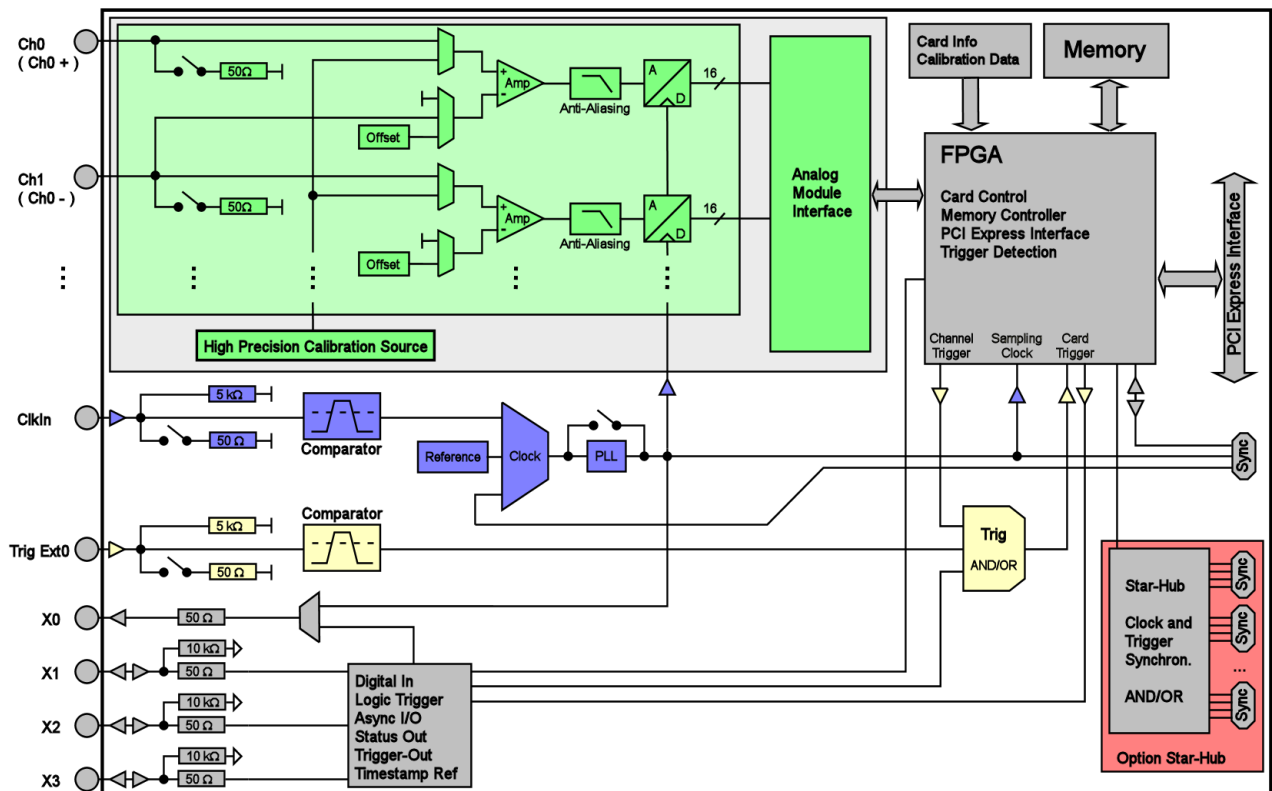 Ch0
( Ch0 + )
50Ω
+
-
Amp
Anti-Aliasing
A
D
16
Offset
Ch1
( Ch0 - )
50Ω
+
-
Amp
Anti-Aliasing
A
D
16
Offset
High Precision Calibration Source
Analog
Module
Interface
Card Info
Calibration Data
Memory
FPGA
Card Control
Memory Controller
PCI Express Interface
Trigger Detection
Channel
Trigger
Sampling
Clock
Card
Trigger
PCI Express Interface
ClkIn
5 kΩ
50 Ω
Comparator
Reference
Clock
PLL
Sync
Trig Ext0
5 kΩ
50 Ω
Comparator
Trig
AND/OR
X0
50 Ω
X1
10 kΩ
50 Ω
X2
10 kΩ
50 Ω
X3
10 kΩ
50 Ω
Digital In
Logic Trigger
Async I/O
Status Out
Trigger-Out
Timestamp Ref
Star-Hub
Clock and
Trigger
Synchron.
AND/OR
Sync
Sync
...
Sync
Option Star-Hub